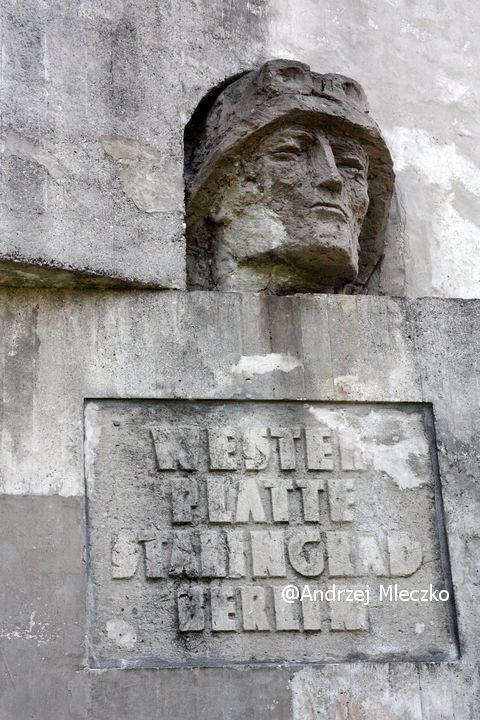 WESTER
PLATTE
STALINGRAD
BERLIN
@Andrzej Mleczko